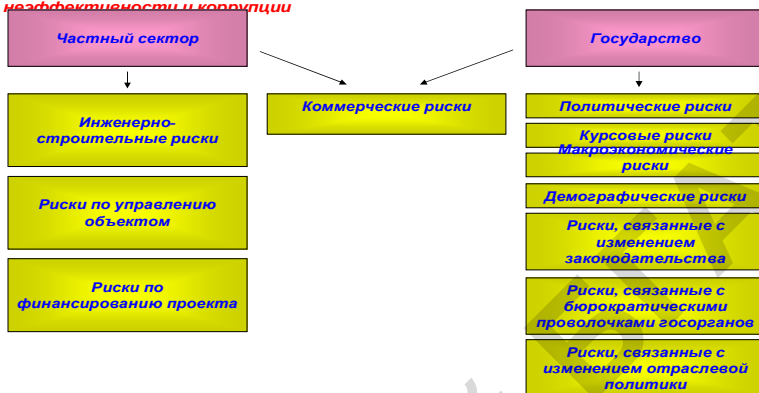 неэффективности и коррупции
Частный сектор
Государство
Инженерно-
строительные риски
Коммерческие риски
Политические риски
Курсовые риски
Макроэкономические
риски
Риски по управлению
объектом
Демографические риски
Риски, связанные с
изменением
законодательства
Риски по
финансированию проекта
Риски, связанные с
бюрократическими
проволочками госорганов
Риски, связанные с
изменением отраслевой
политики